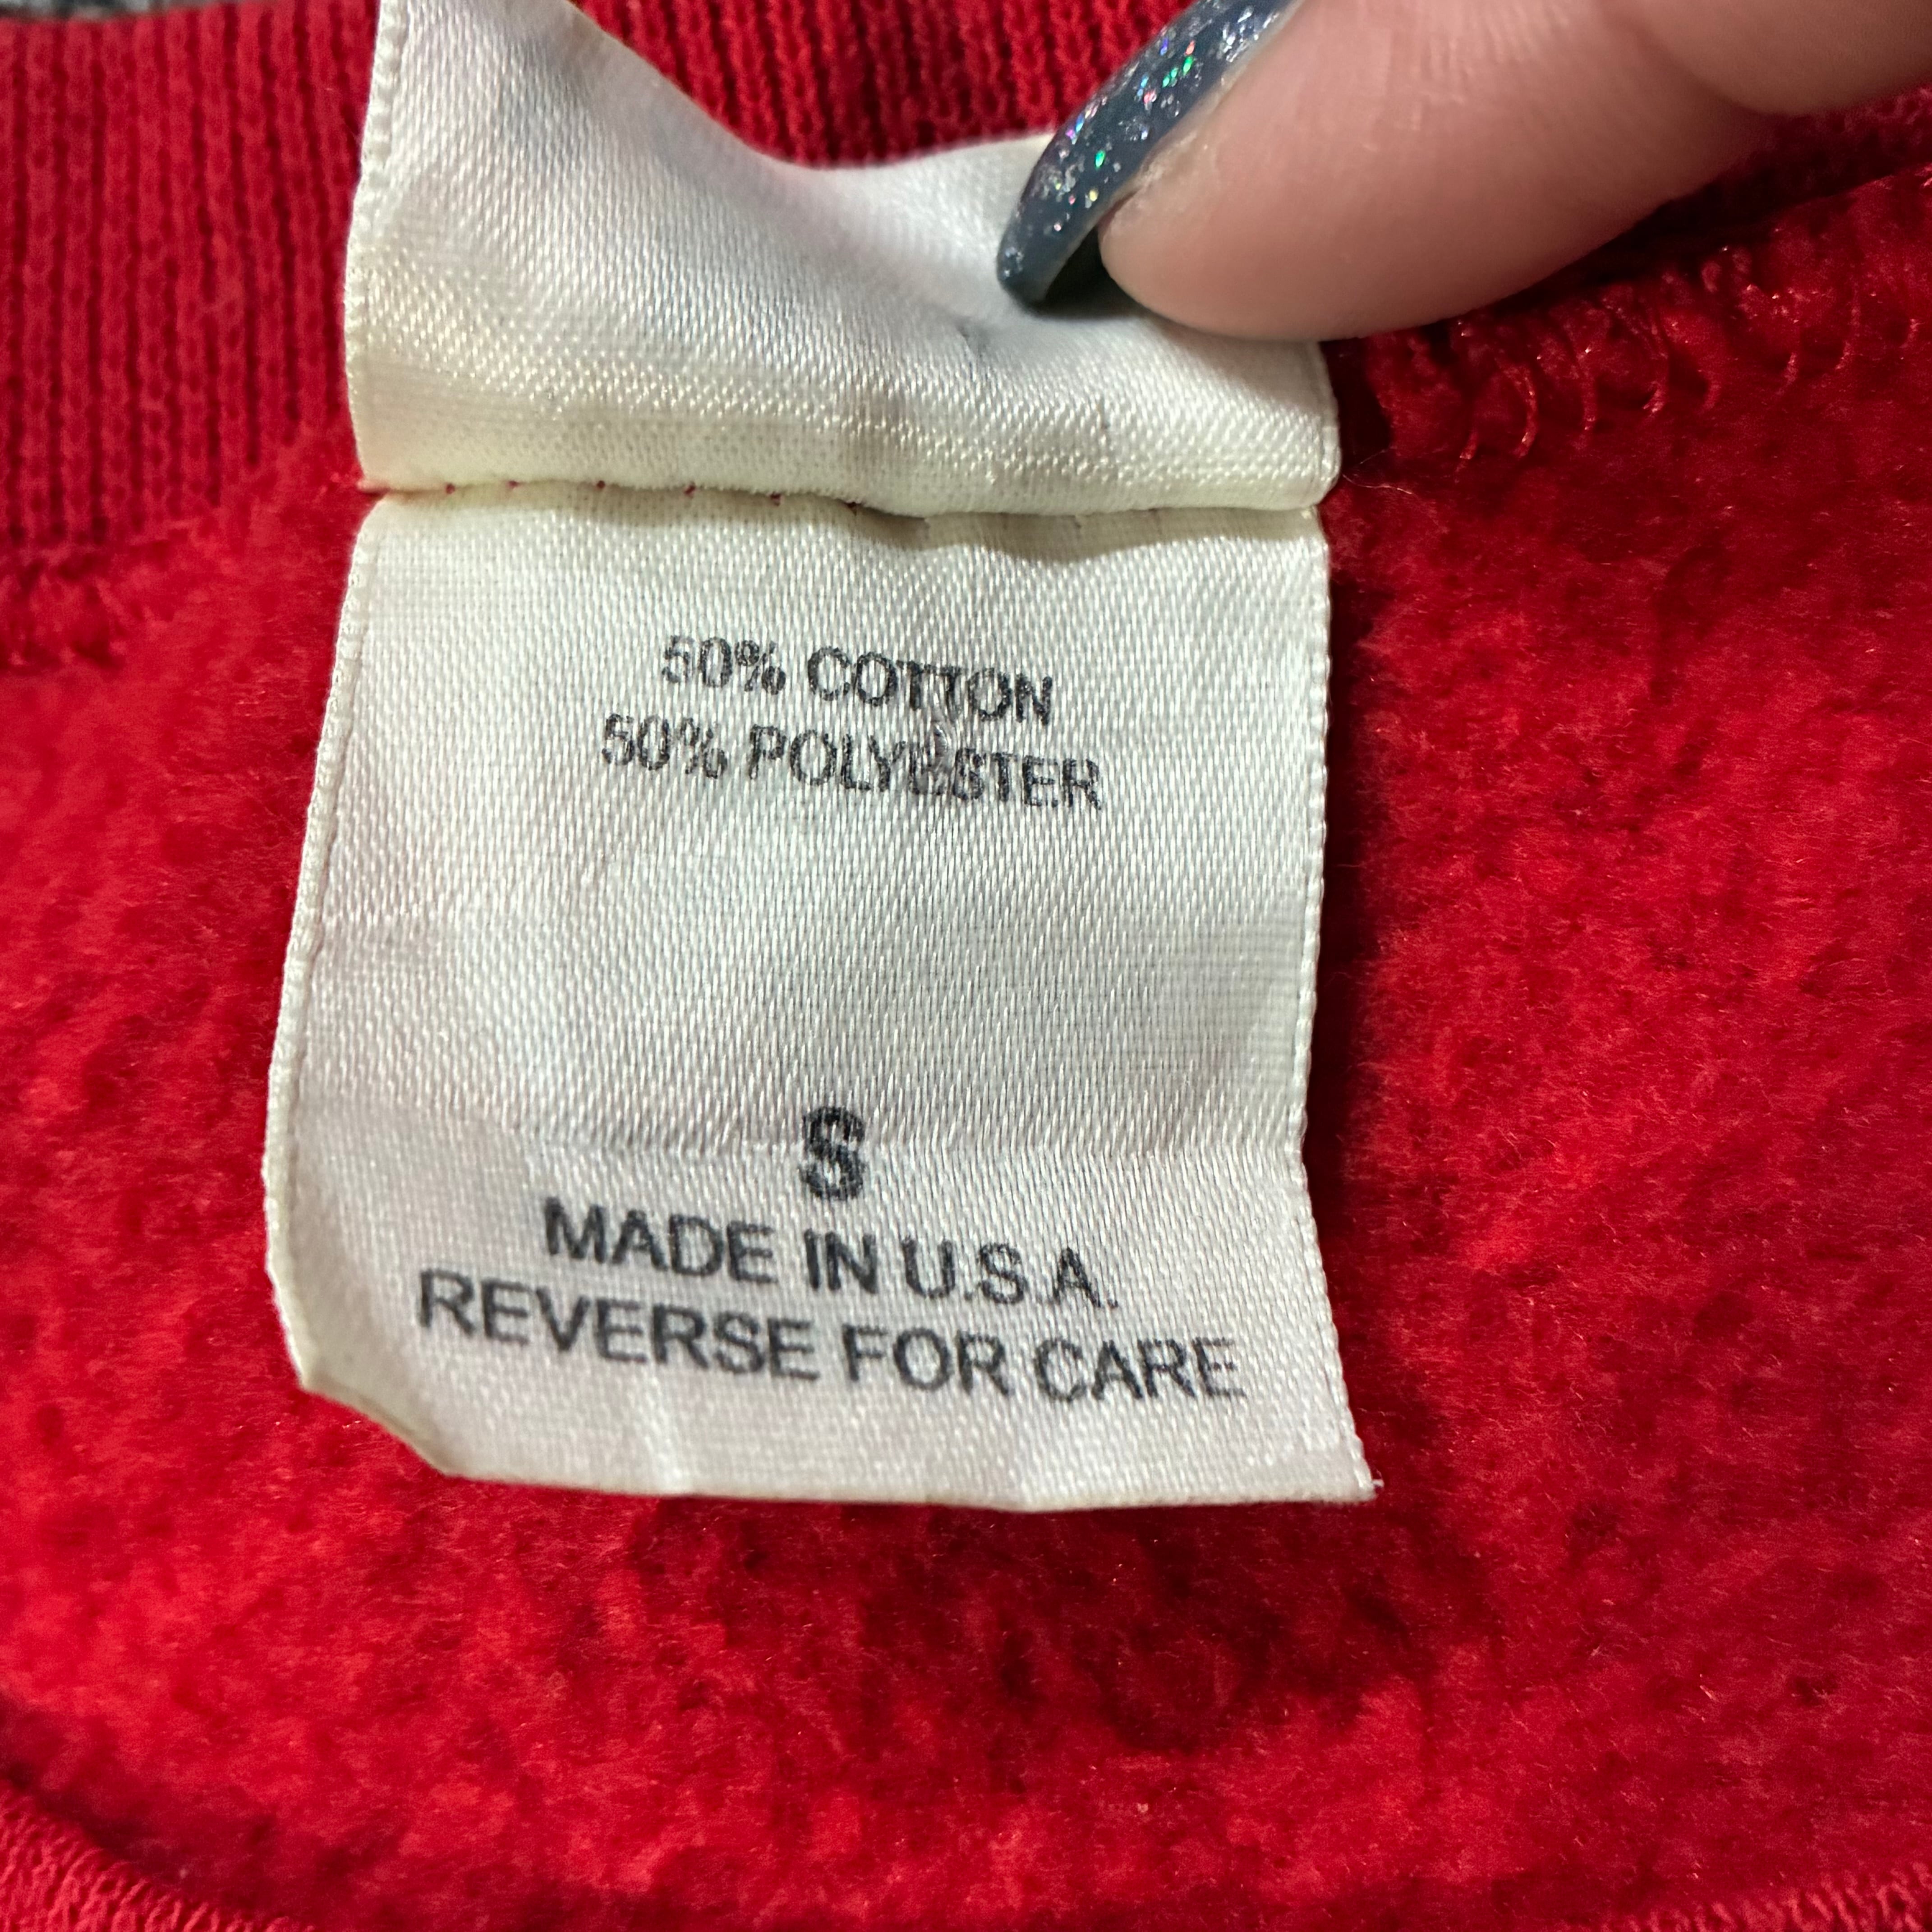 50% COTTON
50% POLYESTER
S
MADE IN U.S.A.
REVERSE FOR CARE